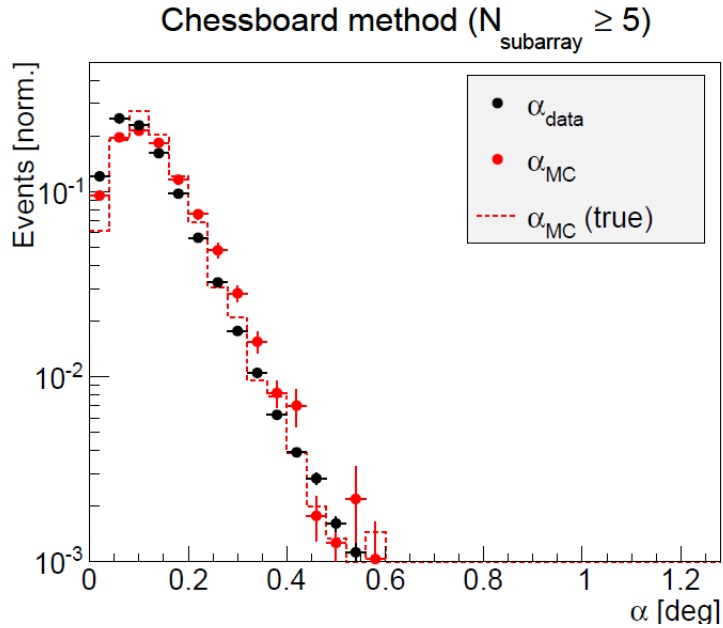 Chessboard method (N_subarray ≥ 5)
Events [norm.]
α_data
α_MC
α_MC (true)
10⁻¹
10⁻²
10⁻³
0 0.2 0.4 0.6 0.8 1 1.2
α [deg]